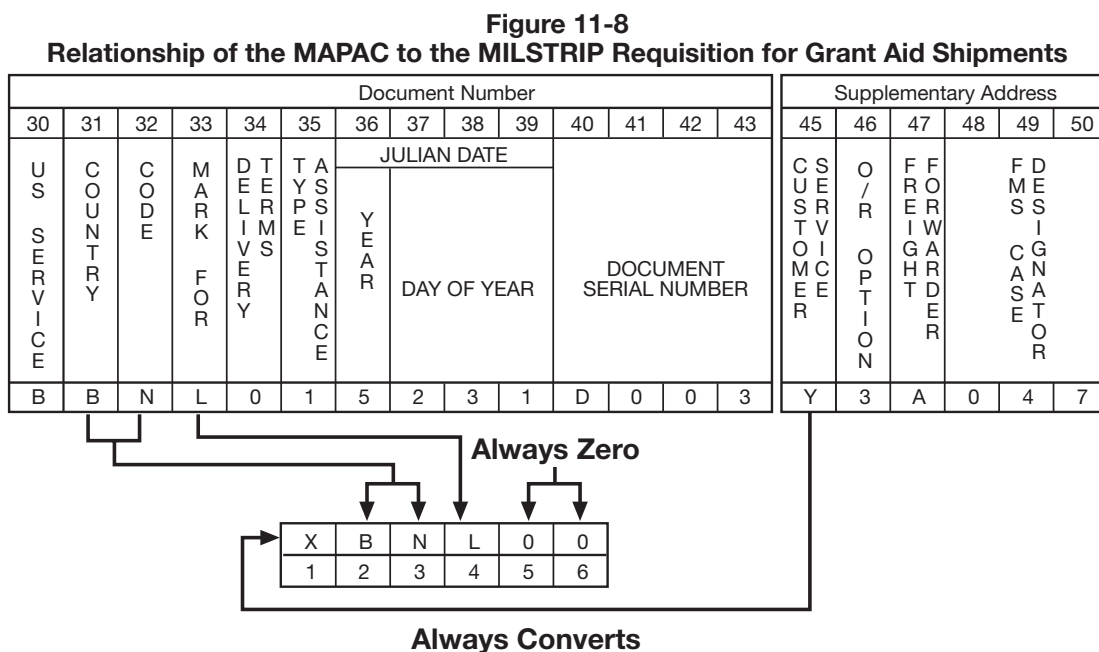 Figure 11-8
Relationship of the MAPAC to the MILSTRIP Requisition for Grant Aid Shipments
Document Number
Supplementary Address
30 31 32 33 34 35 36 37 38 39 40 41 42 43 45 46 47 48 49 50
US SERVICE
COUNTRY
CODE
MARK FOR
DELIVERY TERMS
TYPE ASSISTANCE
JULIAN DATE
YEAR
DAY OF YEAR
DOCUMENT
SERIAL NUMBER
CUSTOMER SERVICE
O/R OPTION
FREIGHT FORWARDER
FMS CASE DESIGNATOR
B B N L 0 1 5 2 3 1 D 0 0 3 Y 3 A 0 4 7
Always Zero
X B N L 0 0
1 2 3 4 5 6
Always Converts